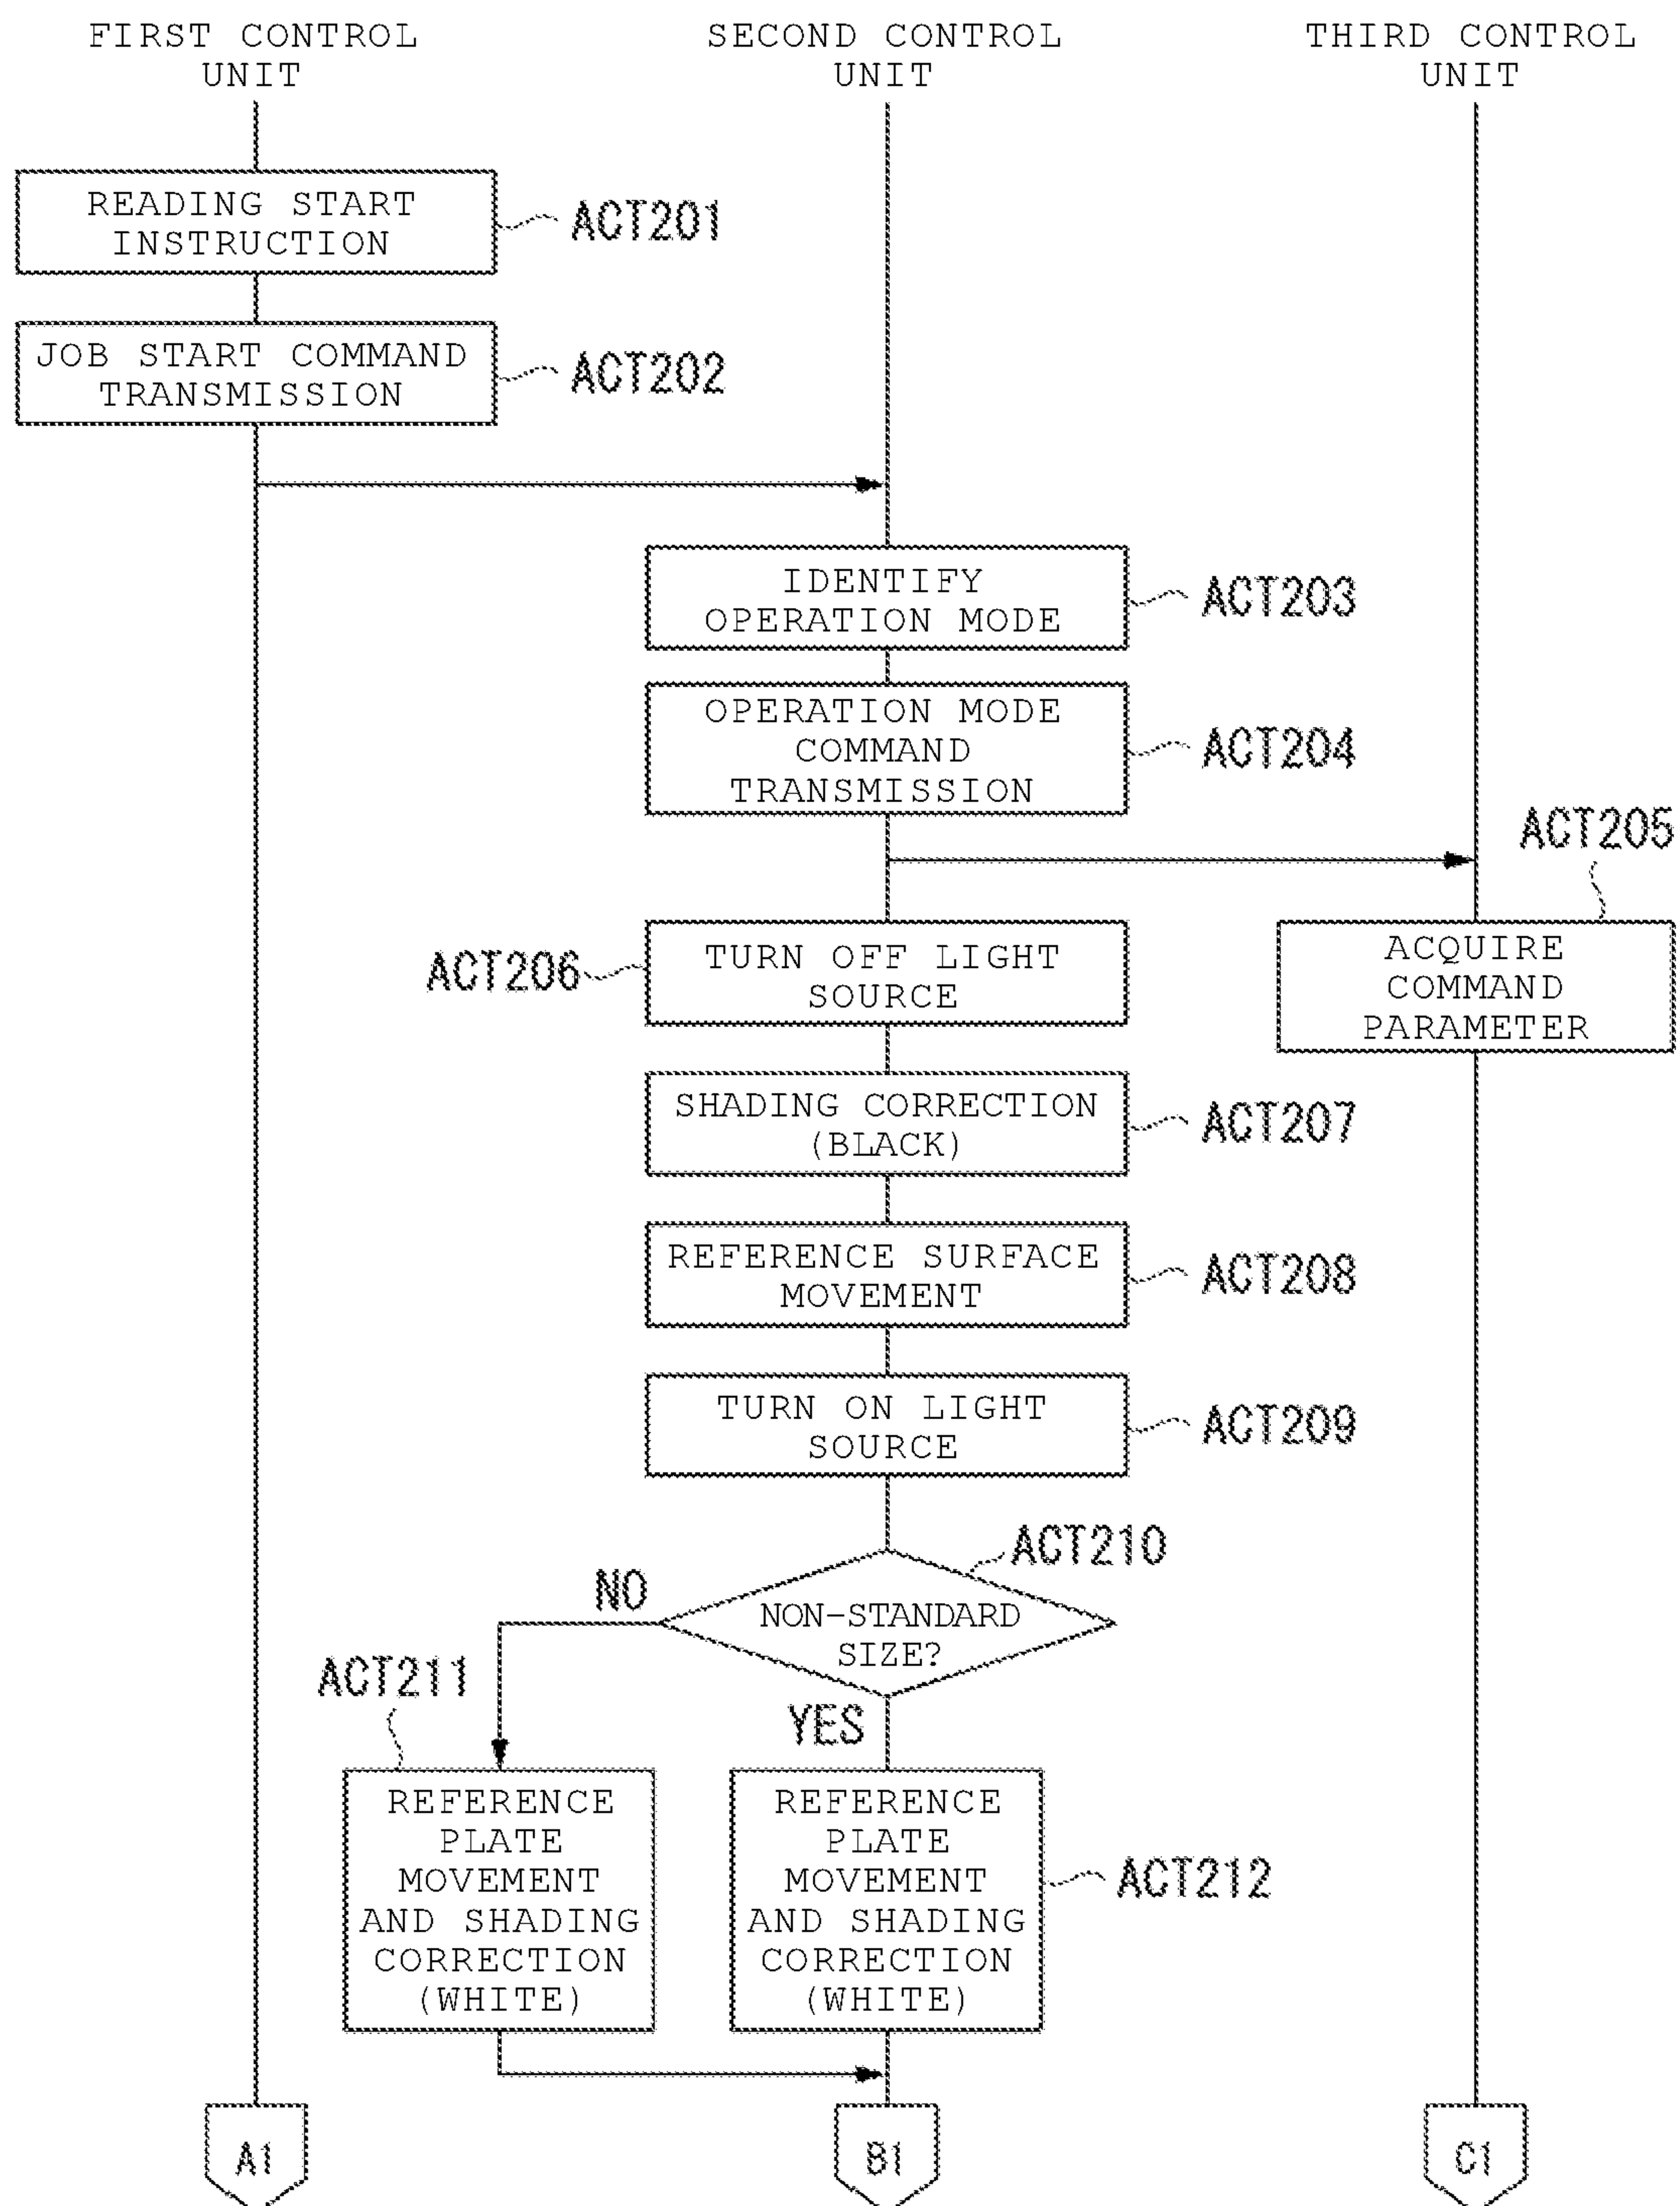 FIRST CONTROL
UNIT
SECOND CONTROL
UNIT
THIRD CONTROL
UNIT
READING START
INSTRUCTION
ACT201
JOB START COMMAND
TRANSMISSION
ACT202
IDENTIFY
OPERATION MODE
ACT203
OPERATION MODE
COMMAND
TRANSMISSION
ACT204
ACT205
ACQUIRE
COMMAND
PARAMETER
ACT206
TURN OFF LIGHT
SOURCE
SHADING CORRECTION
(BLACK)
ACT207
REFERENCE SURFACE
MOVEMENT
ACT208
TURN ON LIGHT
SOURCE
ACT209
ACT210
NON-STANDARD
SIZE?
NO
YES
ACT211
REFERENCE
PLATE
MOVEMENT
AND SHADING
CORRECTION
(WHITE)
REFERENCE
PLATE
MOVEMENT
AND SHADING
CORRECTION
(WHITE)
ACT212
A1
B1
C1